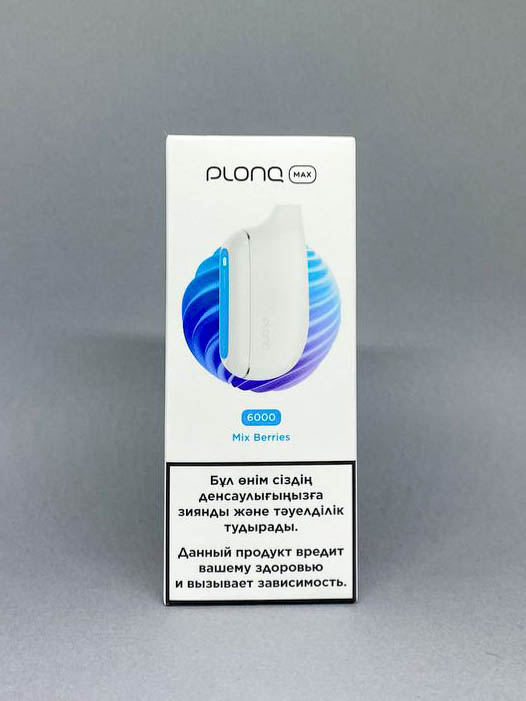 PLONQ MAX
PLONQ
6000
Mix Berries
Бұл өнім сіздің
денсаулығыңызға
зиянды және тәуелділік
тудырады.
Данный продукт вредит
вашему здоровью
и вызывает зависимость.